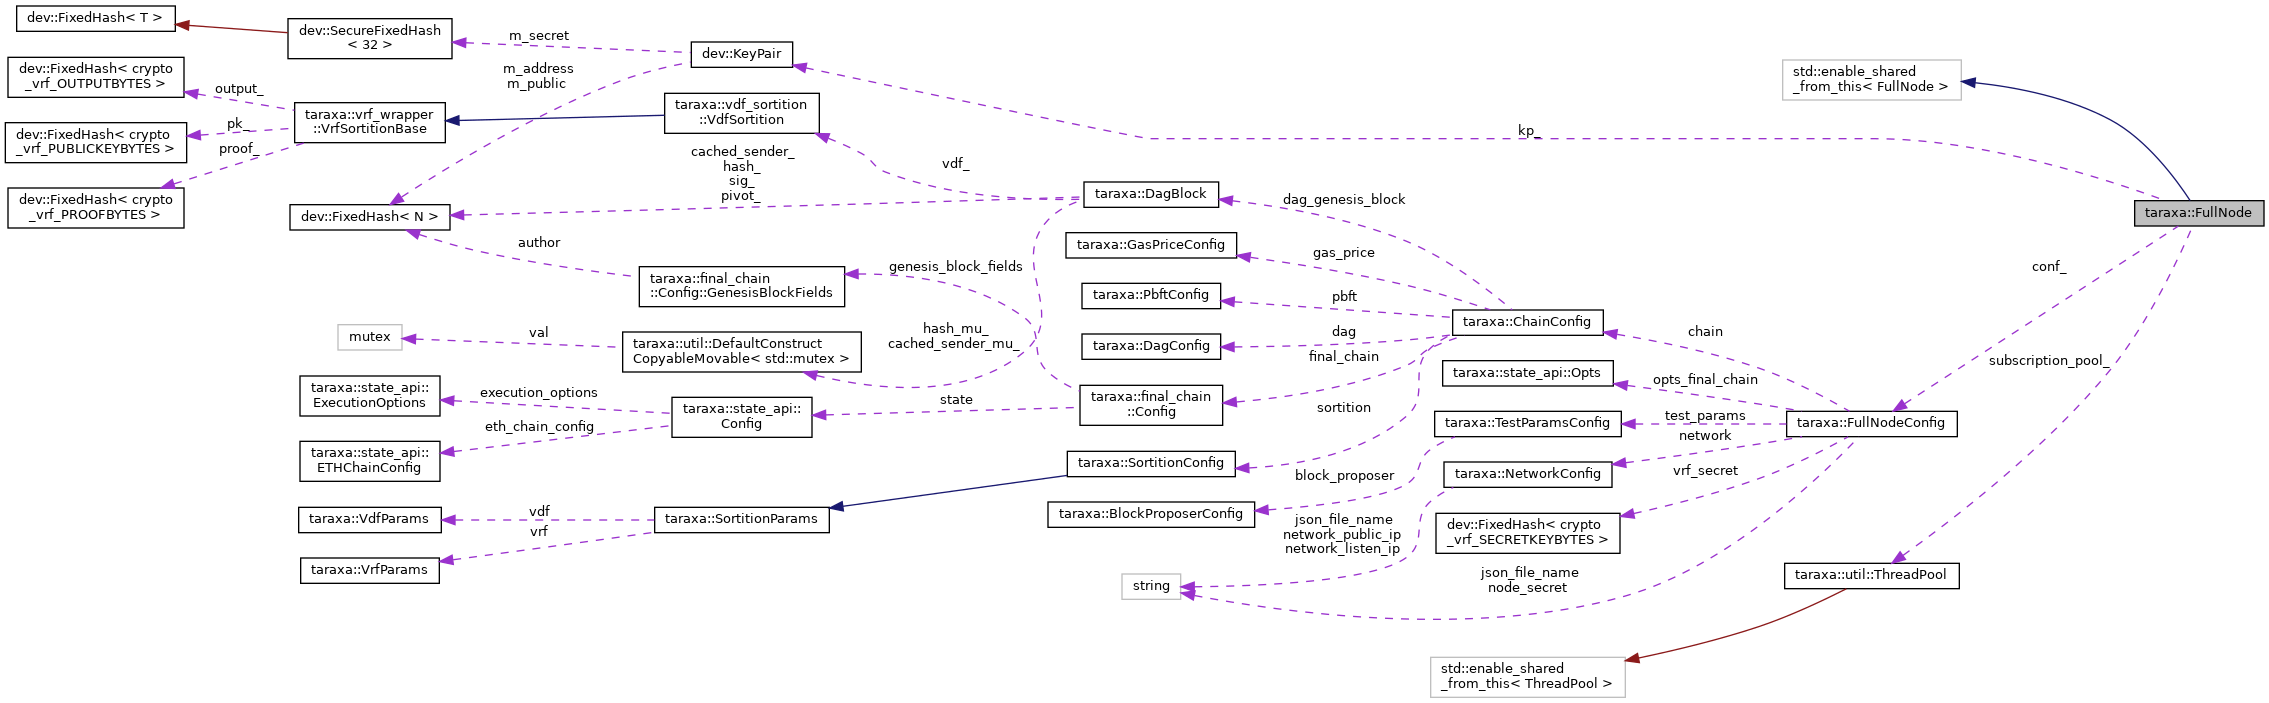 dev::FixedHash< T >
dev::FixedHash< crypto
_vrf_OUTPUTBYTES >
dev::FixedHash< crypto
_vrf_PUBLICKEYBYTES >
dev::FixedHash< crypto
_vrf_PROOFBYTES >
output_
pk_
proof_
dev::SecureFixedHash
< 32 >
taraxa::vrf_wrapper
::VrfSortitionBase
dev::FixedHash< N >
mutex
taraxa::state_api::
ExecutionOptions
taraxa::state_api::
ETHChainConfig
taraxa::VdfParams
taraxa::VrfParams
m_secret
m_address
m_public
author
val
execution_options
eth_chain_config
vdf
vrf
dev::KeyPair
taraxa::vdf_sortition
::VdfSortition
cached_sender_
hash_
sig_
pivot_
taraxa::final_chain
::Config::GenesisBlockFields
taraxa::util::DefaultConstruct
CopyableMovable< std::mutex >
taraxa::state_api::
Config
taraxa::SortitionParams
vdf_
genesis_block_fields
hash_mu_
cached_sender_mu_
state
taraxa::DagBlock
taraxa::GasPriceConfig
taraxa::PbftConfig
taraxa::DagConfig
taraxa::final_chain
::Config
taraxa::SortitionConfig
taraxa::BlockProposerConfig
string
dag_genesis_block
gas_price
pbft
dag
final_chain
sortition
block_proposer
json_file_name
network_public_ip
network_listen_ip
kp_
taraxa::ChainConfig
taraxa::state_api::Opts
taraxa::TestParamsConfig
taraxa::NetworkConfig
dev::FixedHash< crypto
_vrf_SECRETKEYBYTES >
json_file_name
node_secret
std::enable_shared
_from_this< ThreadPool >
chain
opts_final_chain
test_params
network
vrf_secret
std::enable_shared
_from_this< FullNode >
taraxa::FullNodeConfig
taraxa::util::ThreadPool
conf_
subscription_pool_
taraxa::FullNode